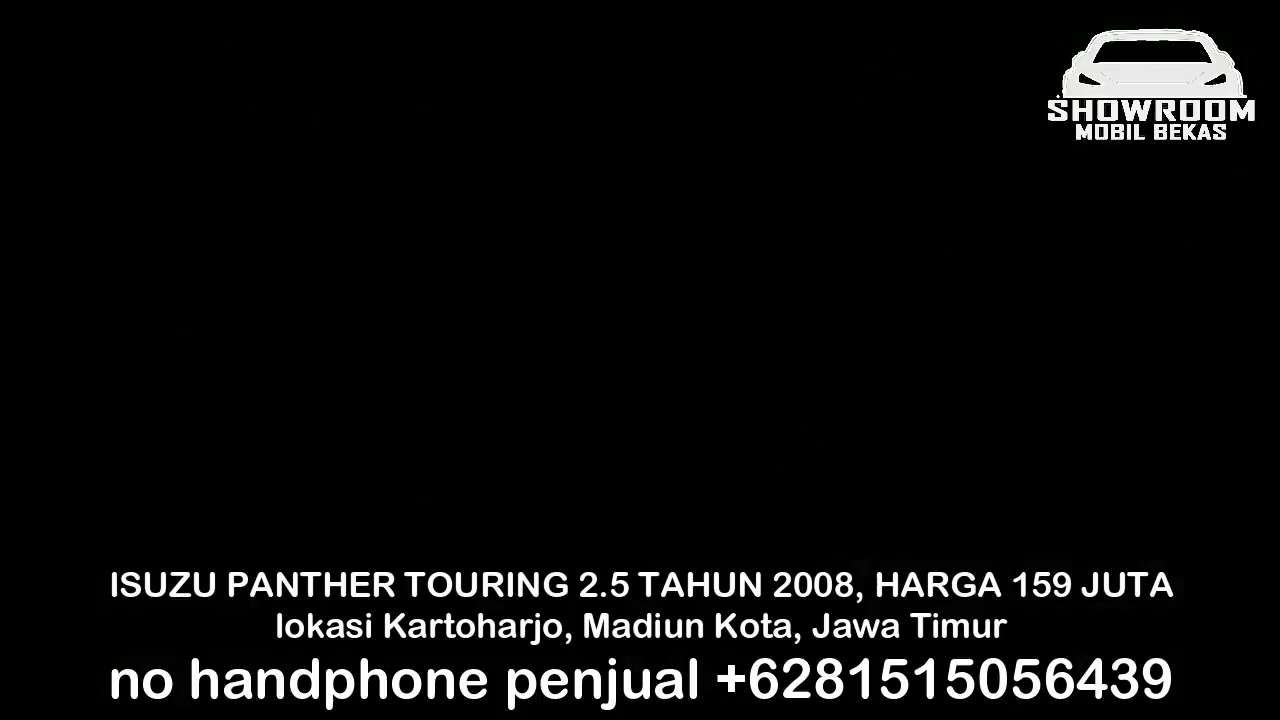 SHOWROOM
MOBIL BEKAS
ISUZU PANTHER TOURING 2.5 TAHUN 2008, HARGA 159 JUTA
lokasi Kartoharjo, Madiun Kota, Jawa Timur
no handphone penjual +6281515056439